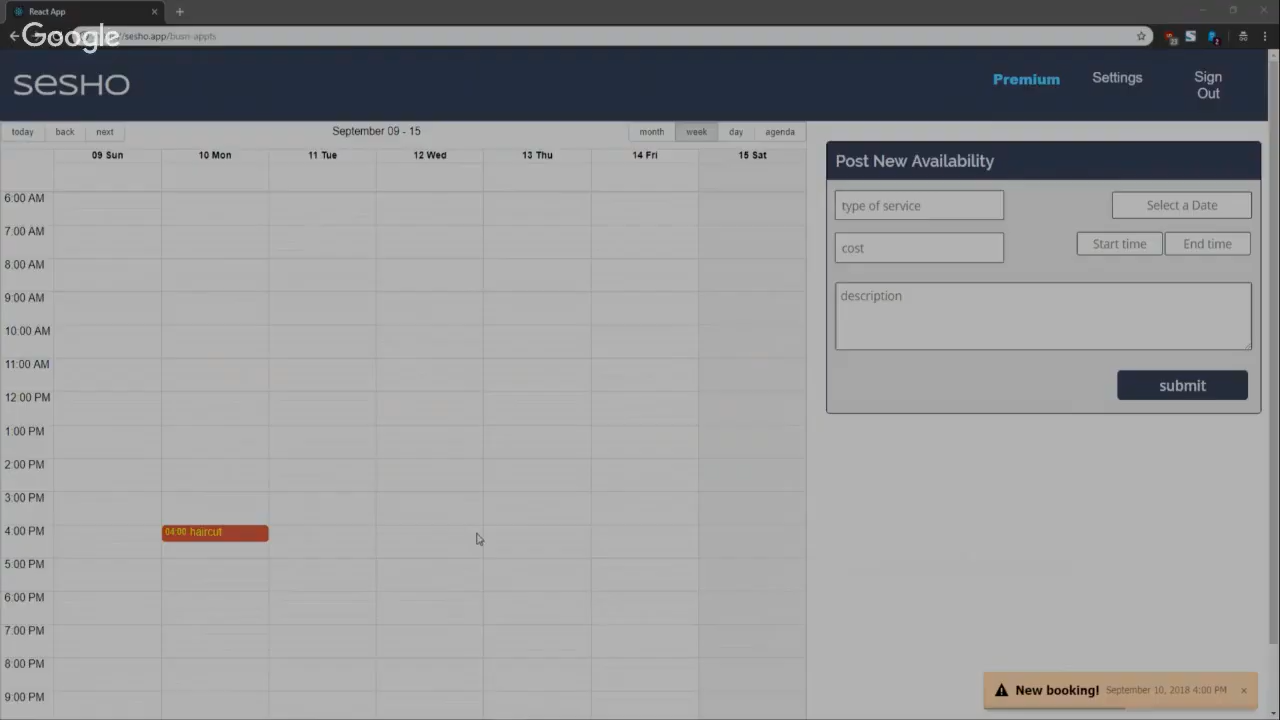 React App
Google
sesho.app/busn-appts
SESHO
Premium
Settings
Sign
Out
today
back
next
September 09 - 15
month
week
day
agenda
09 Sun
10 Mon
11 Tue
12 Wed
13 Thu
14 Fri
15 Sat
6:00 AM
7:00 AM
8:00 AM
9:00 AM
10:00 AM
11:00 AM
12:00 PM
1:00 PM
2:00 PM
3:00 PM
4:00 PM
5:00 PM
6:00 PM
7:00 PM
8:00 PM
9:00 PM
04:00 haircut
Post New Availability
type of service
Select a Date
cost
Start time
End time
description
submit
New booking! September 10, 2018 4:00 PM